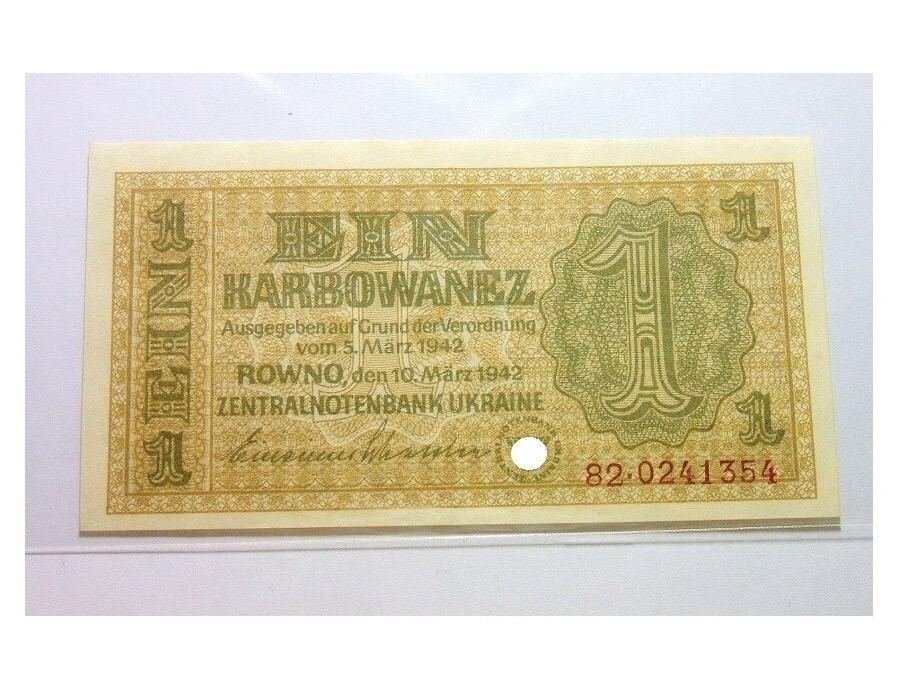 1
EIN
1
EIN
KARBOWANEZ
Ausgegeben auf Grund der Verordnung
vom 5. März 1942
ROWNO, den 10. März 1942
ZENTRALNOTENBANK UKRAINE
1
1
1
82·0241354